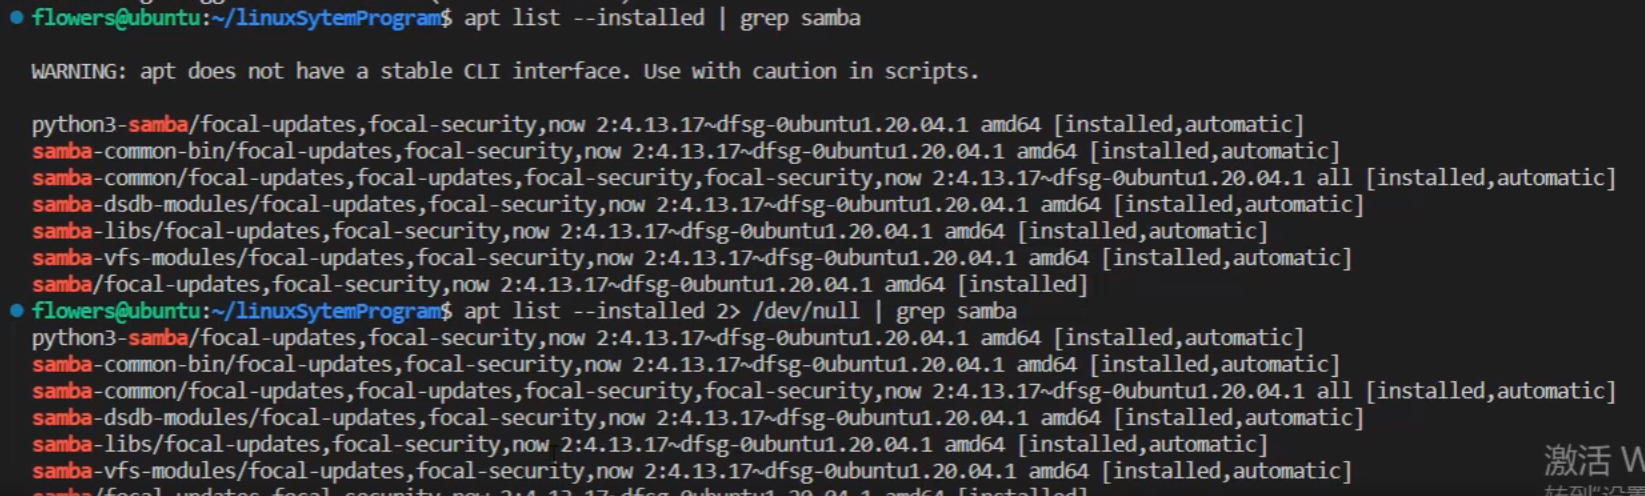 flowers@ubuntu:~/linuxSytemProgram$ apt list --installed | grep samba
WARNING: apt does not have a stable CLI interface. Use with caution in scripts.
python3-samba/focal-updates,focal-security,now 2:4.13.17~dfsg-0ubuntu1.20.04.1 amd64 [installed,automatic]
samba-common-bin/focal-updates,focal-security,now 2:4.13.17~dfsg-0ubuntu1.20.04.1 amd64 [installed,automatic]
samba-common/focal-updates,focal-updates,focal-security,focal-security,now 2:4.13.17~dfsg-0ubuntu1.20.04.1 all [installed,automatic]
samba-dsdb-modules/focal-updates,focal-security,now 2:4.13.17~dfsg-0ubuntu1.20.04.1 amd64 [installed,automatic]
samba-libs/focal-updates,focal-security,now 2:4.13.17~dfsg-0ubuntu1.20.04.1 amd64 [installed,automatic]
samba-vfs-modules/focal-updates,focal-security,now 2:4.13.17~dfsg-0ubuntu1.20.04.1 amd64 [installed,automatic]
samba/focal-updates,focal-security,now 2:4.13.17~dfsg-0ubuntu1.20.04.1 amd64 [installed]
flowers@ubuntu:~/linuxSytemProgram$ apt list --installed 2> /dev/null | grep samba
python3-samba/focal-updates,focal-security,now 2:4.13.17~dfsg-0ubuntu1.20.04.1 amd64 [installed,automatic]
samba-common-bin/focal-updates,focal-security,now 2:4.13.17~dfsg-0ubuntu1.20.04.1 amd64 [installed,automatic]
samba-common/focal-updates,focal-updates,focal-security,focal-security,now 2:4.13.17~dfsg-0ubuntu1.20.04.1 all [installed,automatic]
samba-dsdb-modules/focal-updates,focal-security,now 2:4.13.17~dfsg-0ubuntu1.20.04.1 amd64 [installed,automatic]
samba-libs/focal-updates,focal-security,now 2:4.13.17~dfsg-0ubuntu1.20.04.1 amd64 [installed,automatic]
samba-vfs-modules/focal-updates,focal-security,now 2:4.13.17~dfsg-0ubuntu1.20.04.1 amd64 [installed,automatic]
激活 W